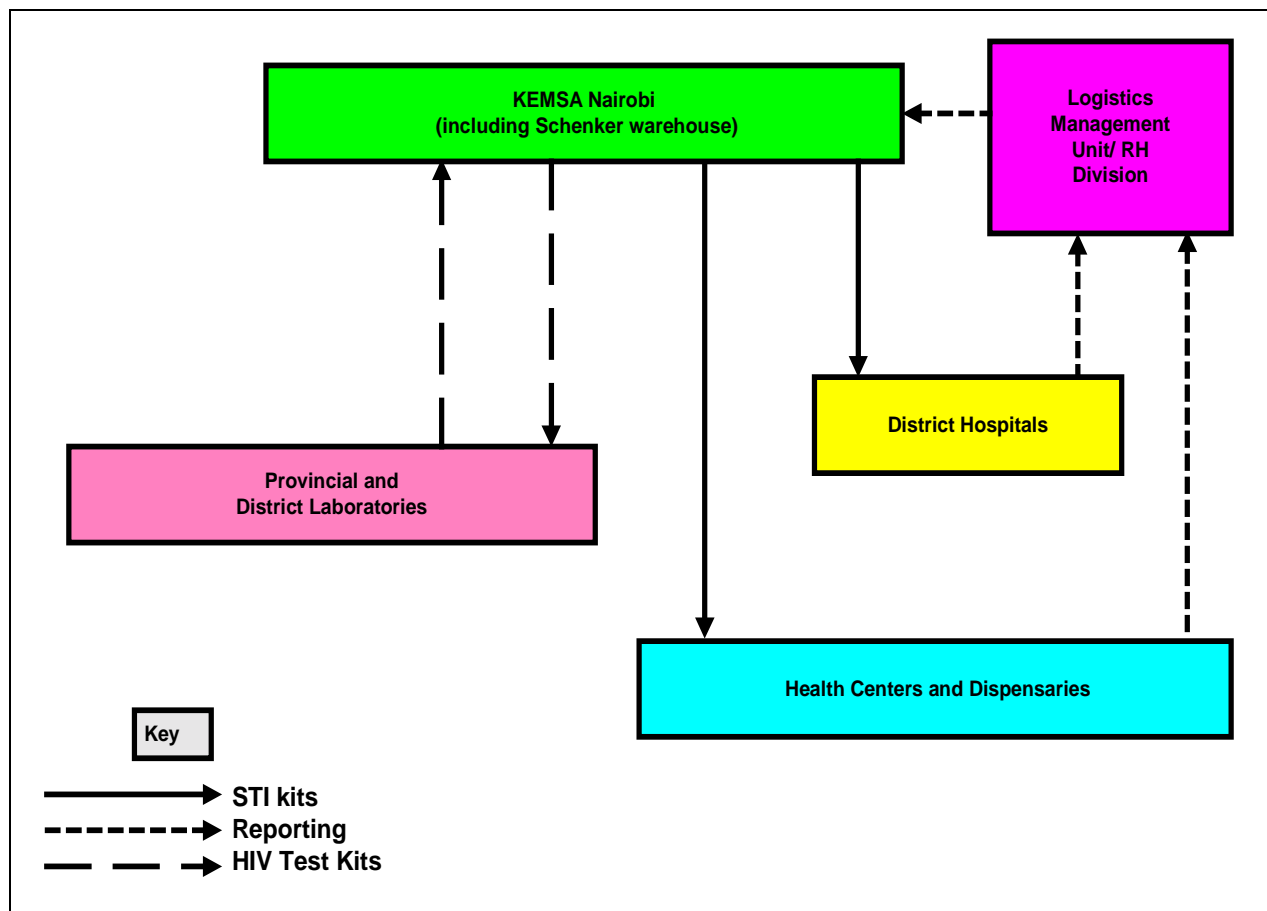 KEMSA Nairobi
(including Schenker warehouse)
Logistics
Management
Unit/ RH
Division
District Hospitals
Provincial and
District Laboratories
Health Centers and Dispensaries
Key
STI kits
Reporting
HIV Test Kits